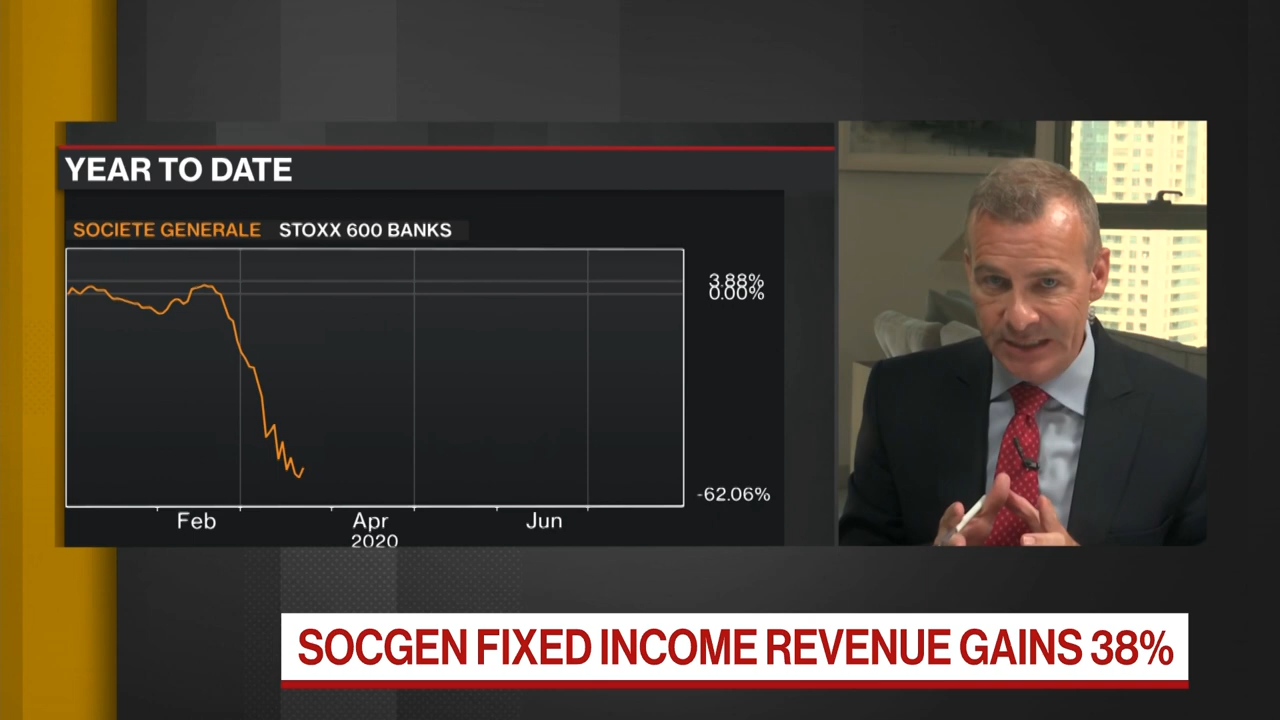 YEAR TO DATE
SOCIETE GENERALE STOXX 600 BANKS
3.88%
0.00%
-62.06%
Feb Apr Jun
2020
SOCGEN FIXED INCOME REVENUE GAINS 38%